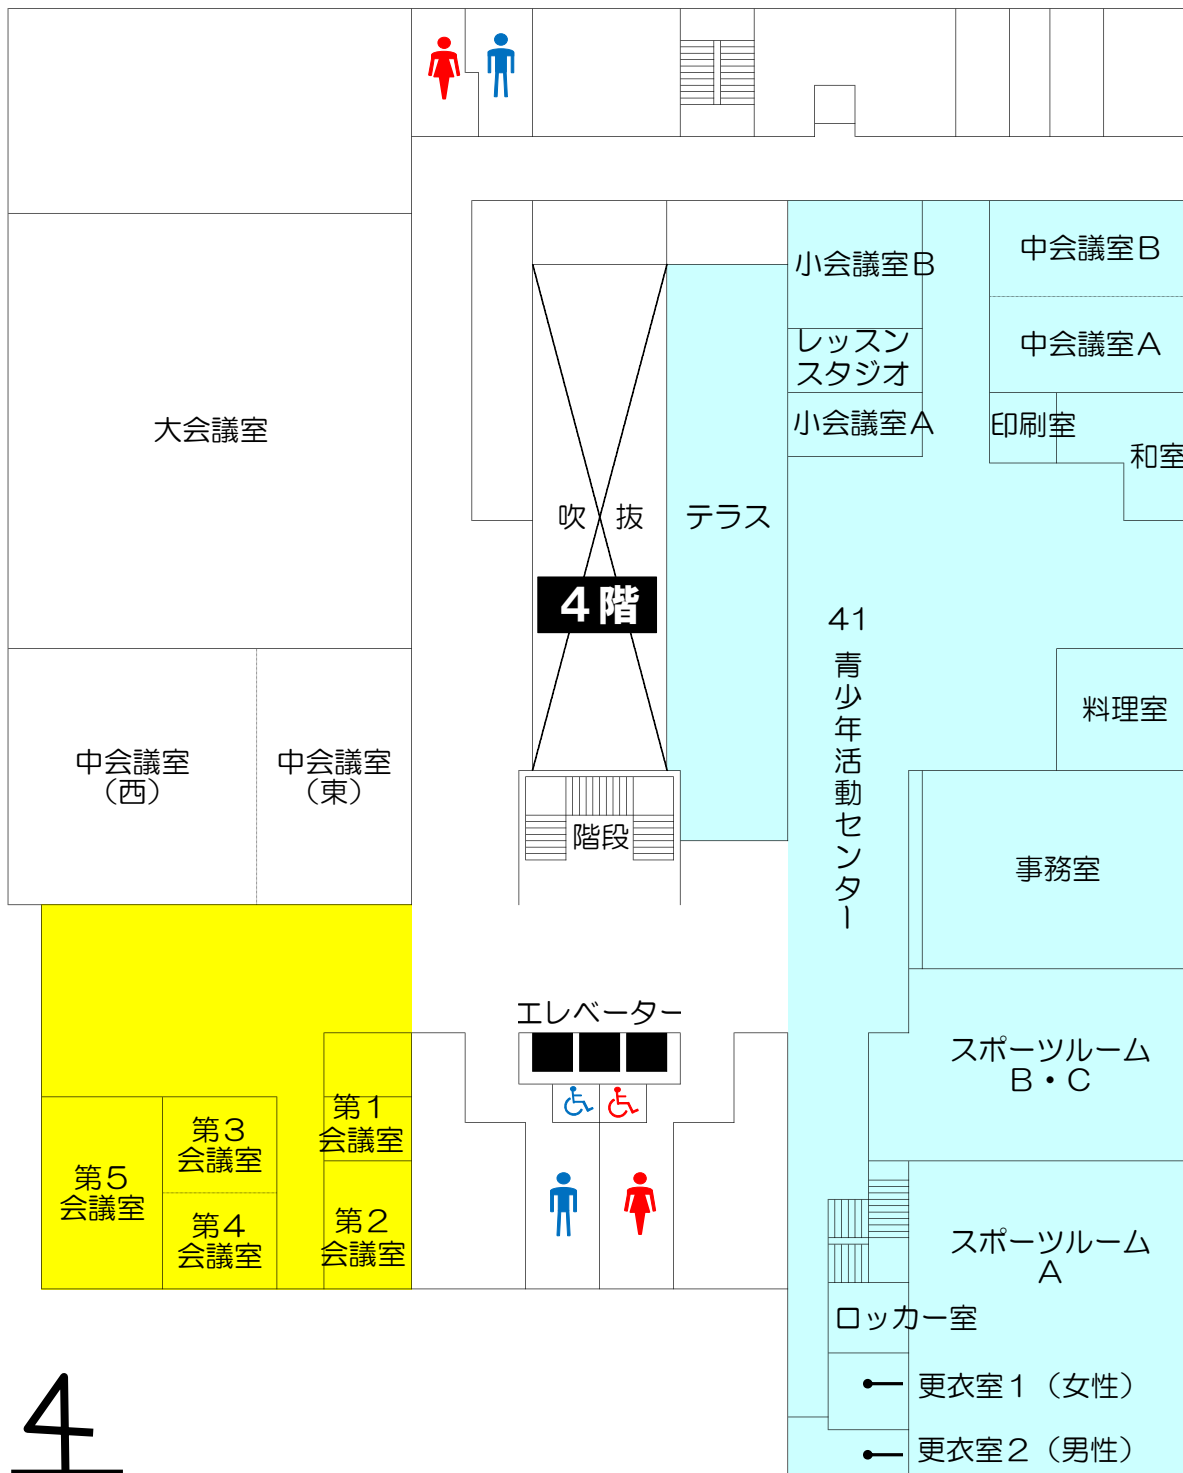 小会議室B
中会議室B
レッスン
スタジオ
中会議室A
大会議室
小会議室A
印刷室
和室
吹 抜
テラス
4階
41
青少年活動センター
料理室
中会議室
(西)
中会議室
(東)
階段
事務室
エレベーター
スポーツルーム
B・C
第1
会議室
第3
会議室
第5
会議室
第4
会議室
第2
会議室
スポーツルーム
A
ロッカー室
更衣室1(女性)
更衣室2(男性)
4